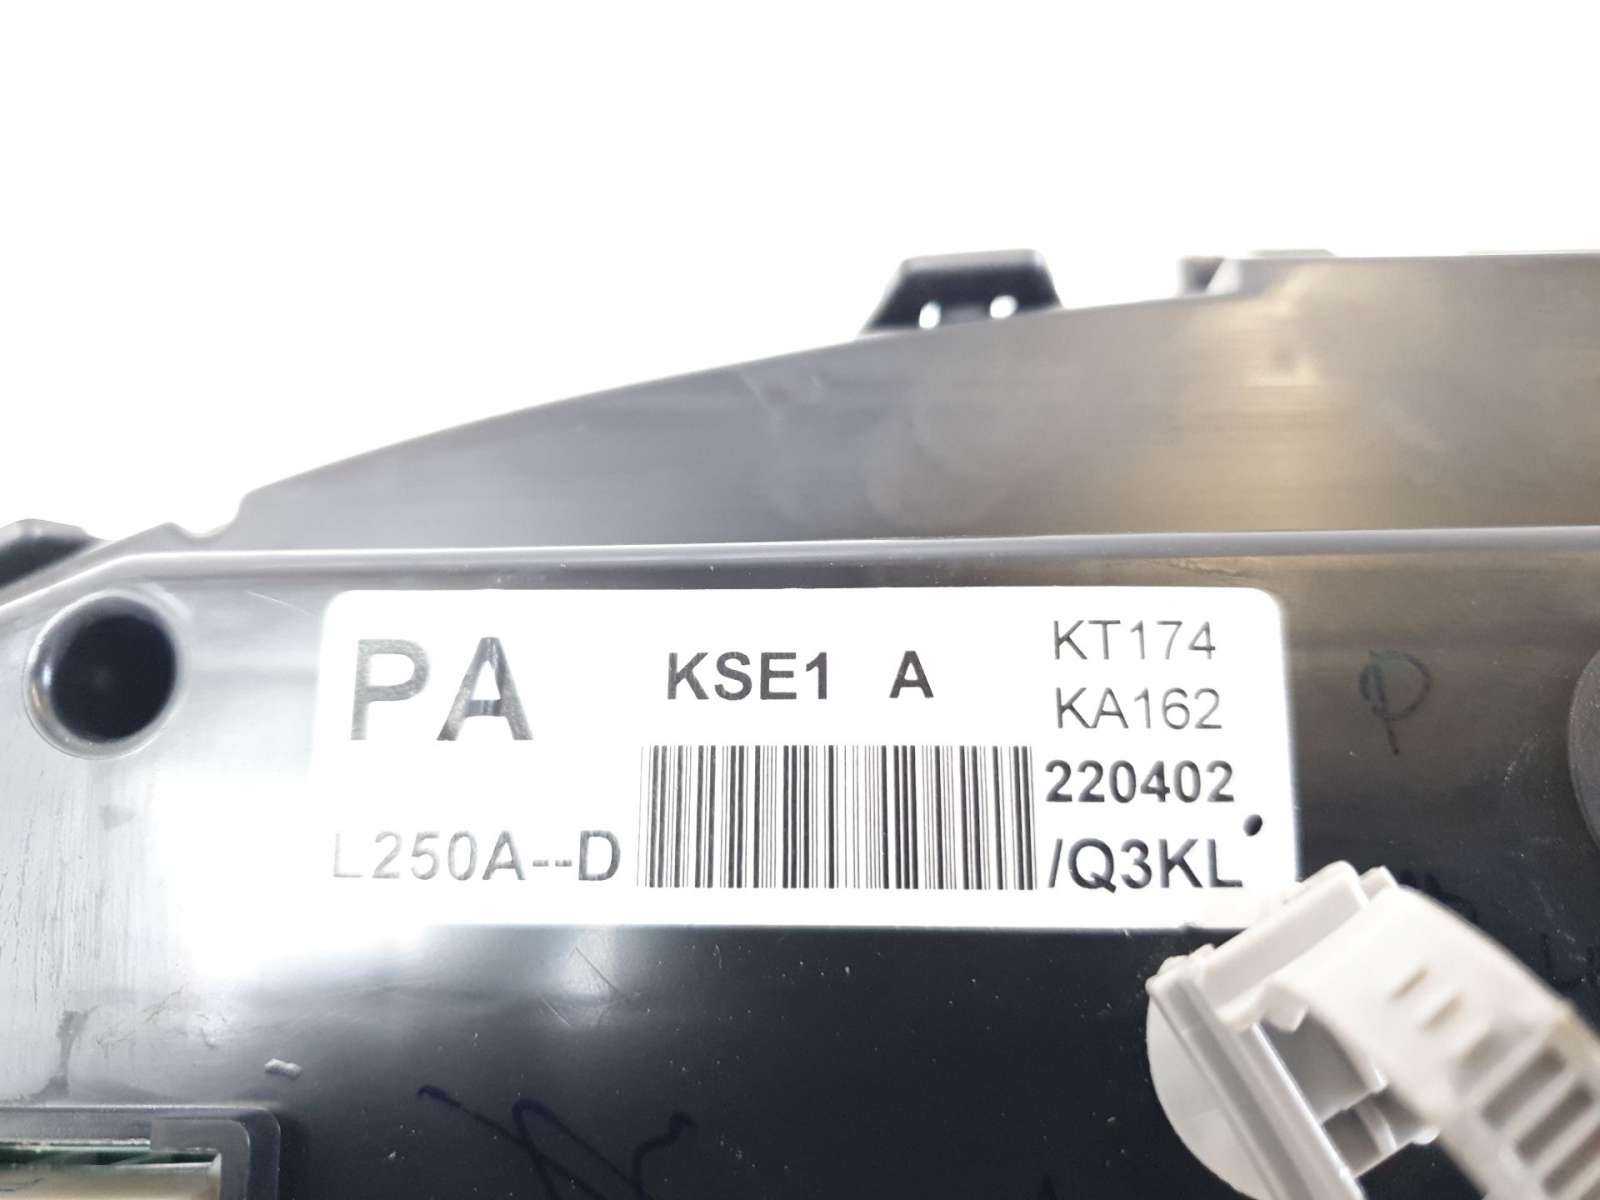 PA KSE1 A KT174
KA162
220402
L250A--D /Q3KL